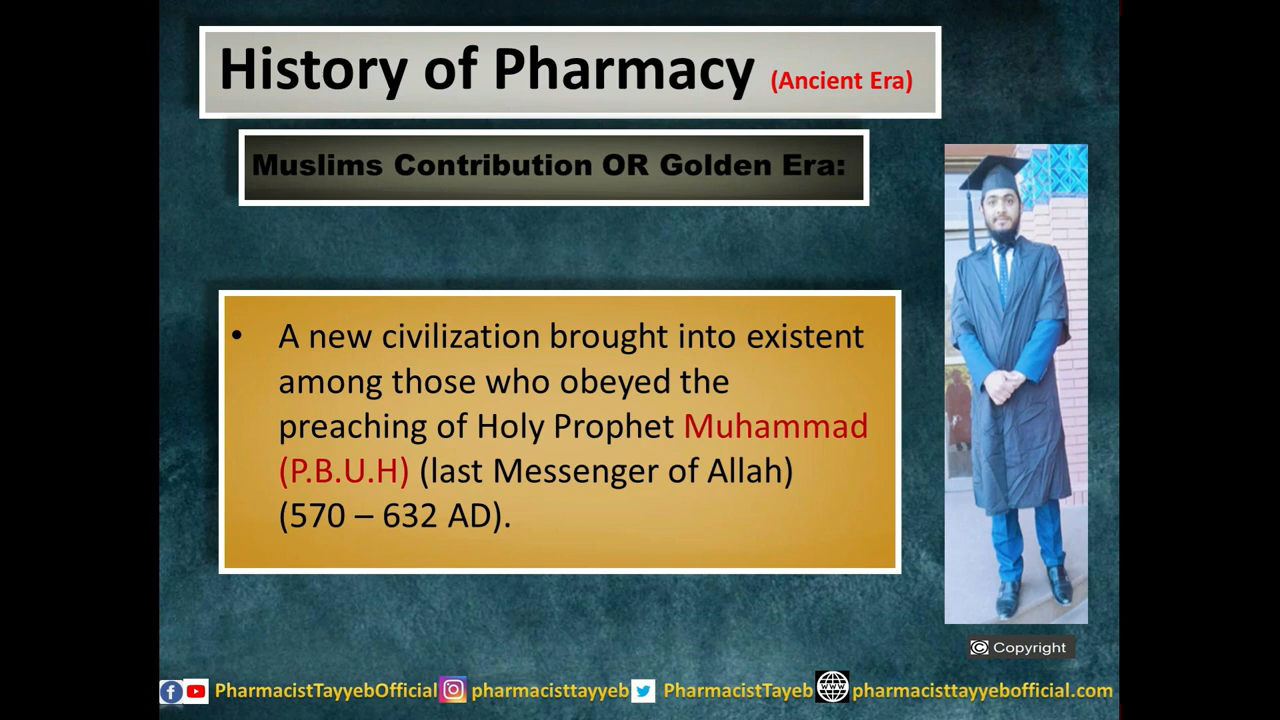 History of Pharmacy (Ancient Era)
Muslims Contribution OR Golden Era:
• A new civilization brought into existent
among those who obeyed the
preaching of Holy Prophet Muhammad
(P.B.U.H) (last Messenger of Allah)
(570 – 632 AD).
© Copyright
PharmacistTayyebOfficial pharmacisttayyeb PharmacistTayeb WWW pharmacisttayyebofficial.com